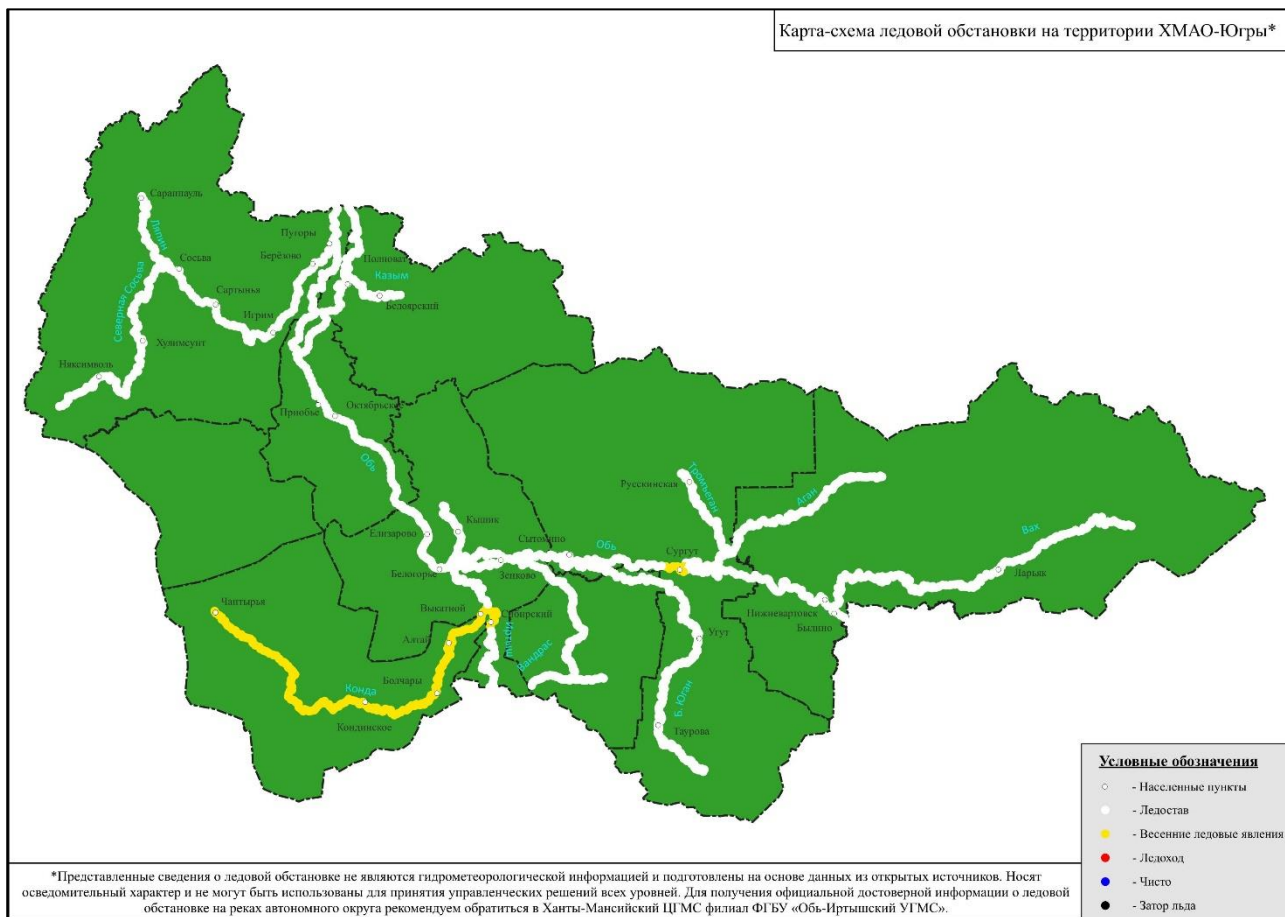 Карта-схема ледовой обстановки на территории ХМАО-Югры*
Саранпауль
Ляпин
Пугоры
Берёзово
Полноват
Сосьва
Казым
Северная Сосьва
Сартынья
Белоярский
Игрим
Хулимсунт
Няксимволь
Приобье
Октябрьское
Обь
Русскинская
Тромъеган
Аган
Кышик
Вах
Елизарово
Сытомино
Обь
Сургут
Белогорье
Зенково
Ларьяк
Чантырья
Выкатной
Сибирский
Нижневартовск
Былино
Алтай
Иртыш
Вандрас
Угут
Болчары
Конда
Б. Юган
Кондинское
Таурова
Условные обозначения
- Населенные пункты
- Ледостав
- Весенние ледовые явления
- Ледоход
- Чисто
- Затор льда
*Представленные сведения о ледовой обстановке не являются гидрометеорологической информацией и подготовлены на основе данных из открытых источников. Носят
осведомительный характер и не могут быть использованы для принятия управленческих решений всех уровней. Для получения официальной достоверной информации о ледовой
обстановке на реках автономного округа рекомендуем обратиться в Ханты-Мансийский ЦГМС филиал ФГБУ «Обь-Иртышский УГМС».